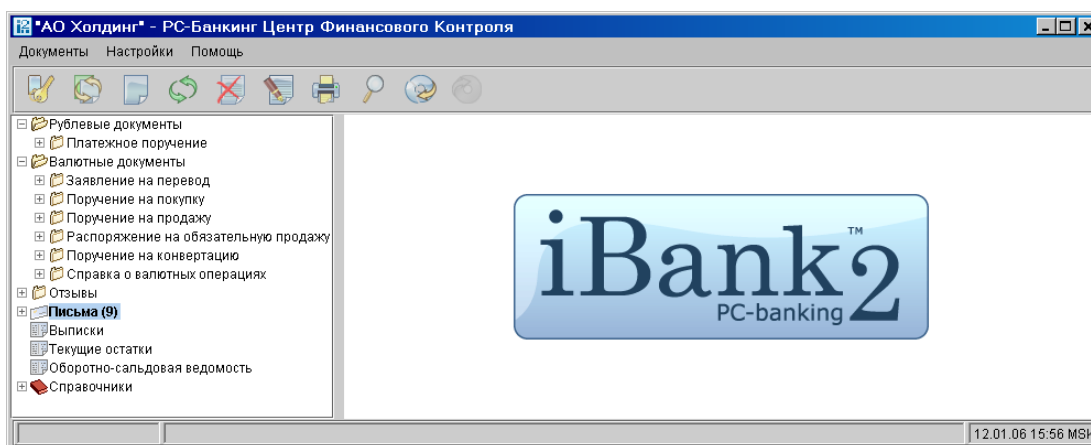 "АО Холдинг" - PC-Банкинг Центр Финансового Контроля
Документы Настройки Помощь
Рублевые документы
Платежное поручение
Валютные документы
Заявление на перевод
Поручение на покупку
Поручение на продажу
Распоряжение на обязательную продажу
Поручение на конвертацию
Справка о валютных операциях
Отзывы
Письма (9)
Выписки
Текущие остатки
Оборотно-сальдовая ведомость
Справочники
iBank 2 ™
PC-banking
12.01.06 15:56 MSK